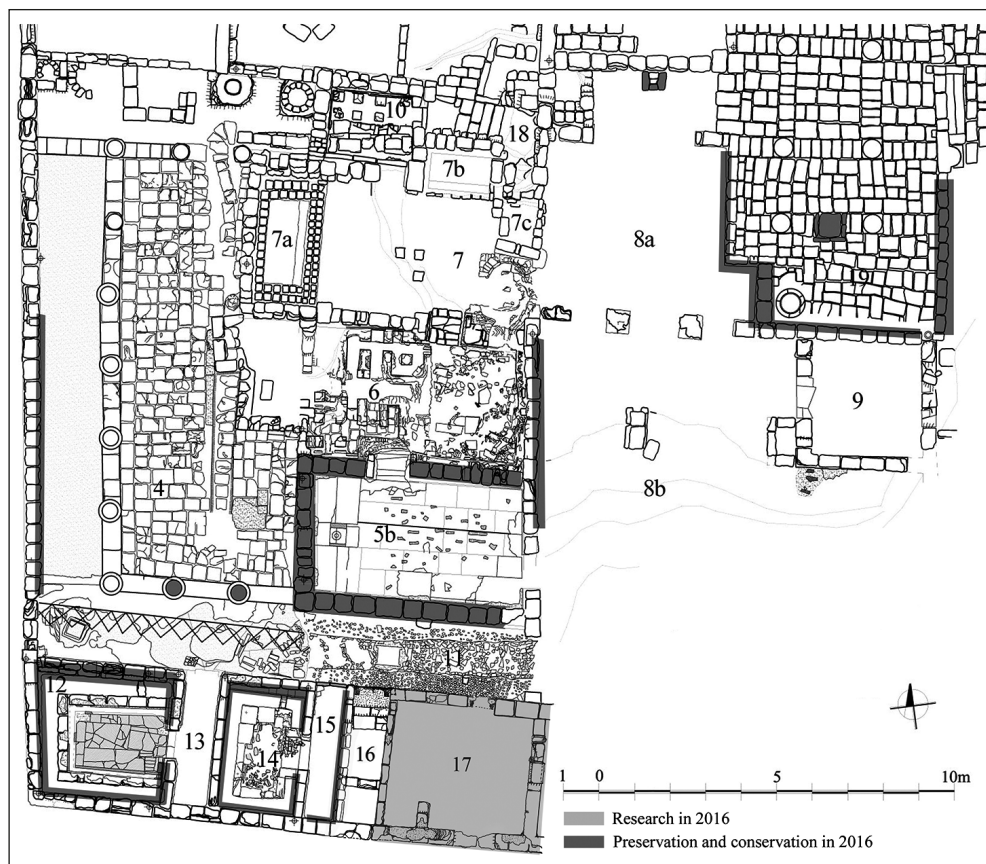 10
18
7b
7c
7a
7
8a
19
6
9
4
5b
8b
11
12
13
14
15
16
17
1 0 5 10m
Research in 2016
Preservation and conservation in 2016